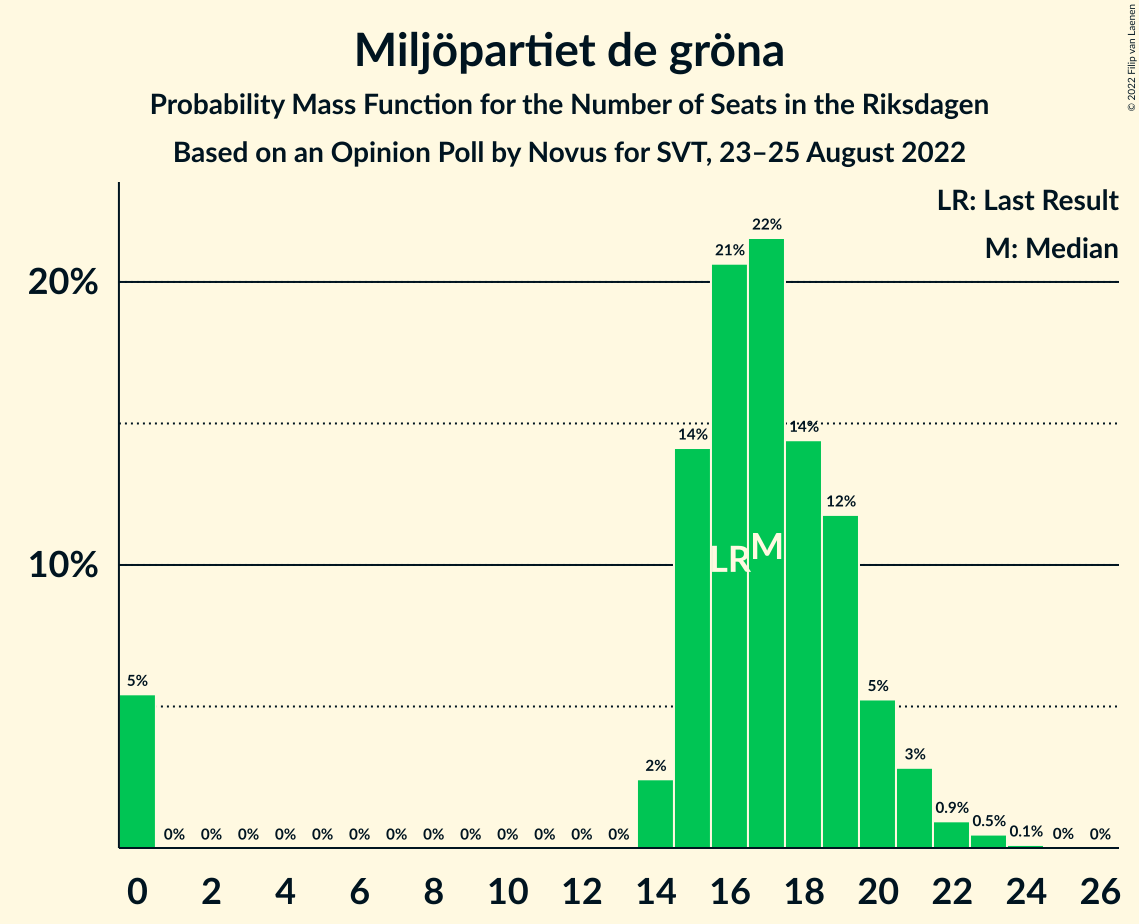 © 2022 Filip van Laenen
Miljöpartiet de gröna
Probability Mass Function for the Number of Seats in the Riksdagen
Based on an Opinion Poll by Novus for SVT, 23–25 August 2022
LR: Last Result
M: Median
20%
10%
5% 0% 0% 0% 0% 0% 0% 0% 0% 0% 0% 0% 0% 0% 2% 14% 21% 22% 14% 12% 5% 3% 0.9% 0.5% 0.1% 0% 0%
LR M
0 2 4 6 8 10 12 14 16 18 20 22 24 26